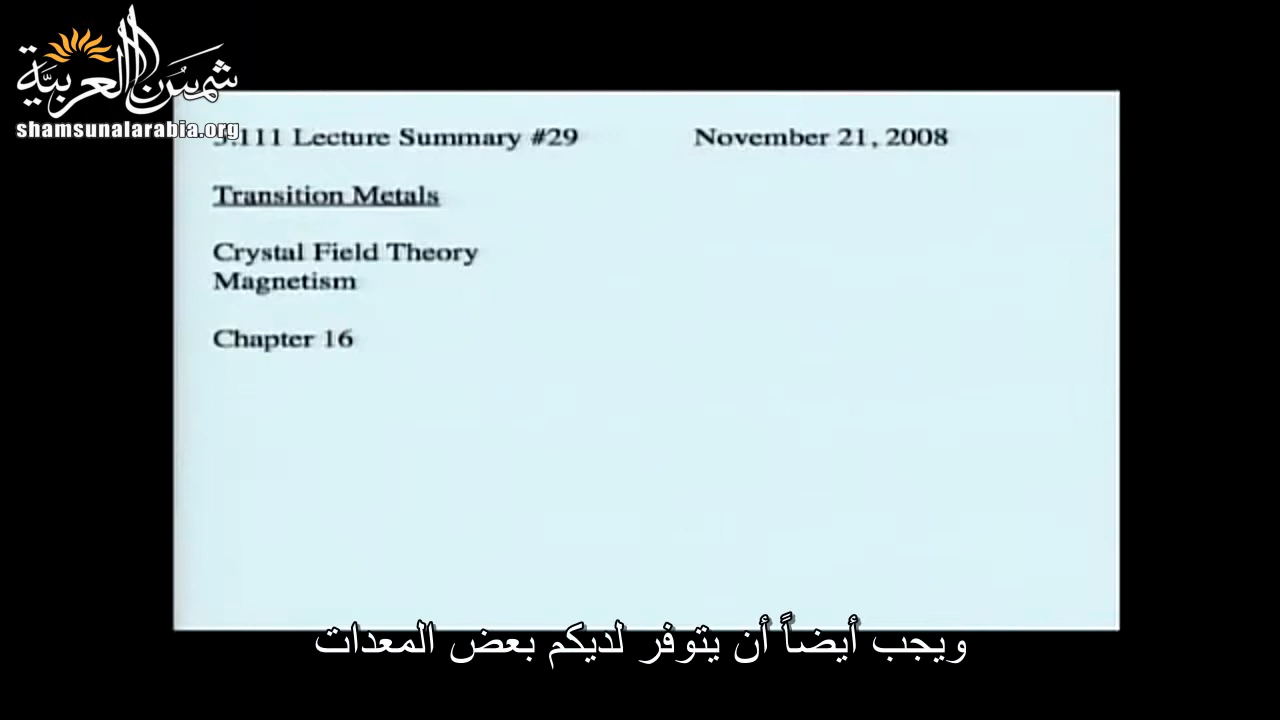 شمس العربية
shamsunalarabia.org
5.111 Lecture Summary #29 November 21, 2008
Transition Metals
Crystal Field Theory
Magnetism
Chapter 16
ويجب أيضاً أن يتوفر لديكم بعض المعدات